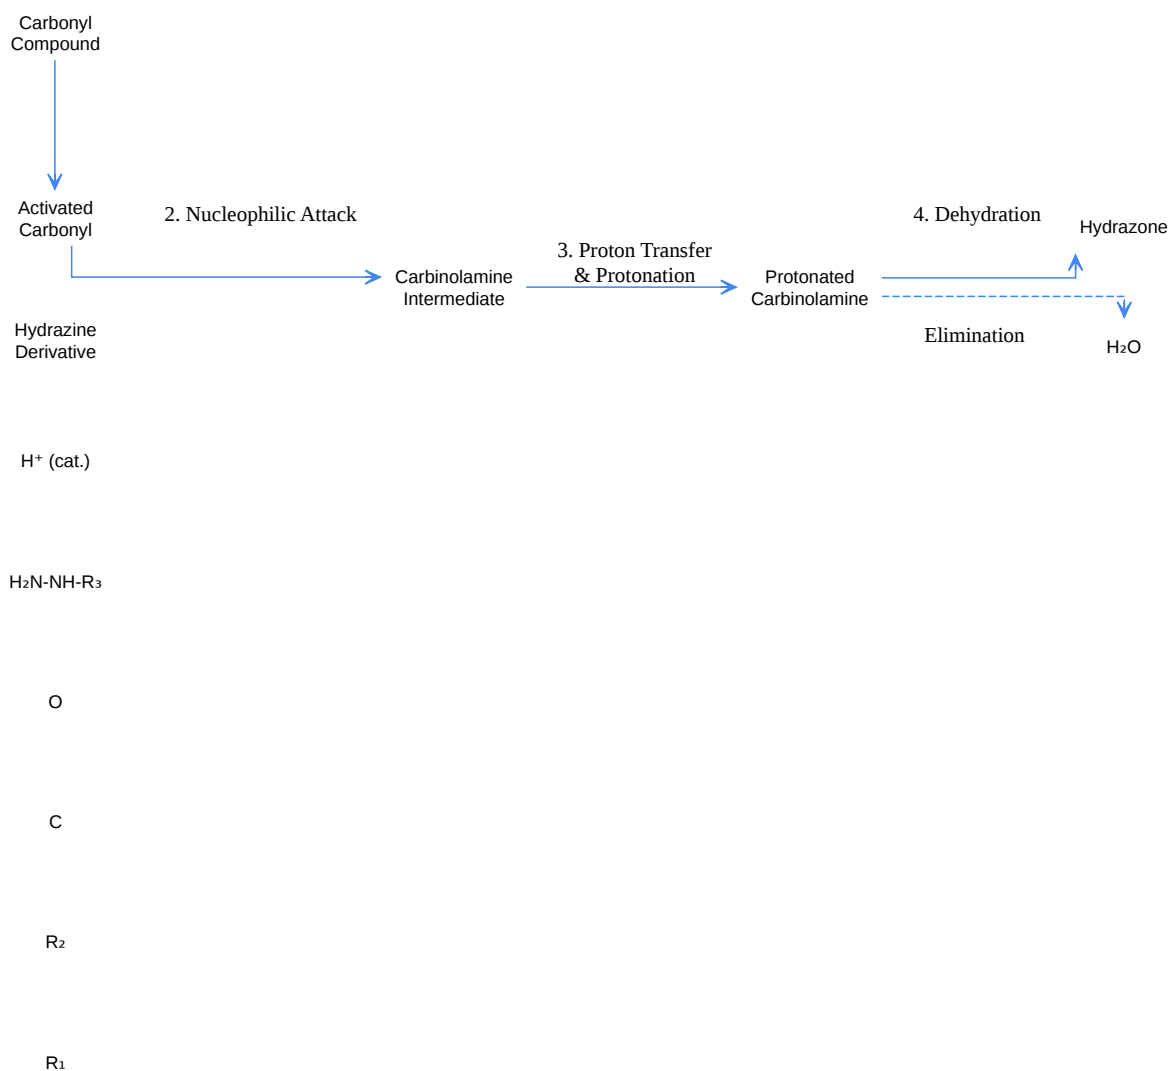 Carbonyl
Compound
Activated
Carbonyl
2. Nucleophilic Attack
Carbinolamine
Intermediate
3. Proton Transfer
& Protonation
Protonated
Carbinolamine
4. Dehydration
Hydrazone
Elimination
H₂O
Hydrazine
Derivative
H⁺ (cat.)
H₂N-NH-R₃
O
C
R₂
R₁